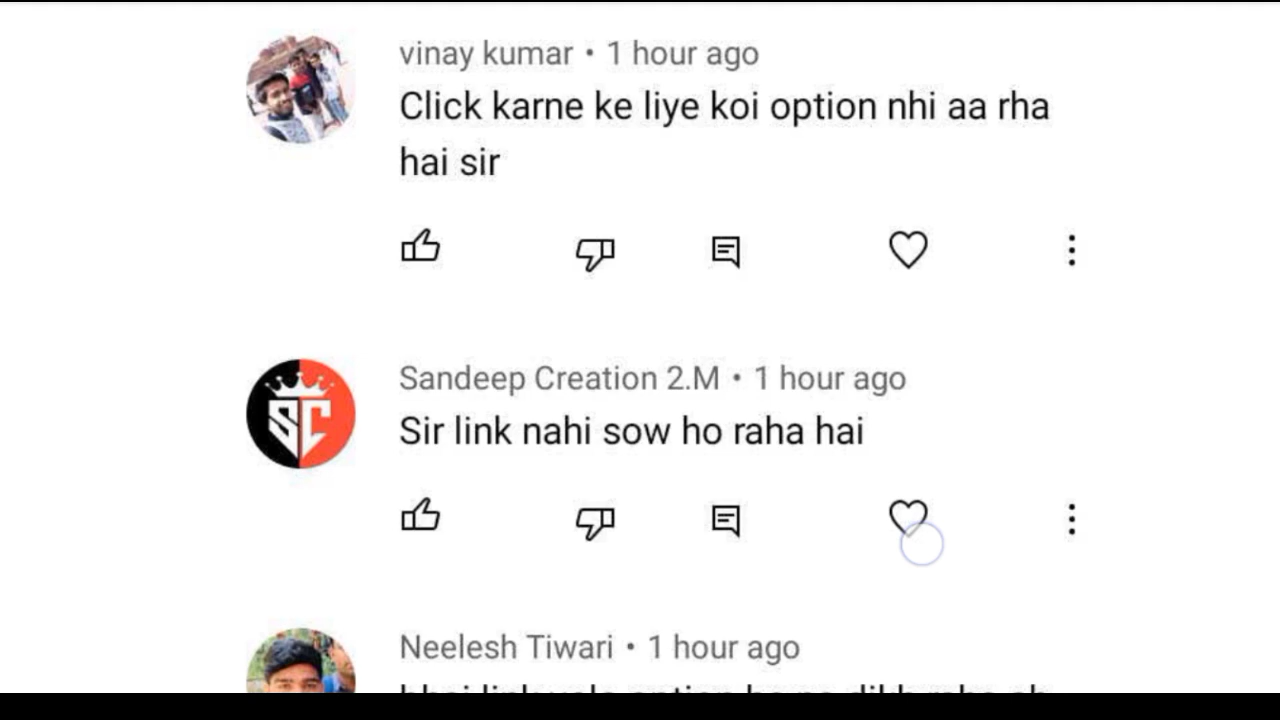 vinay kumar • 1 hour ago
Click karne ke liye koi option nhi aa rha
hai sir
Sandeep Creation 2.M • 1 hour ago
SC
Sir link nahi sow ho raha hai
Neelesh Tiwari • 1 hour ago